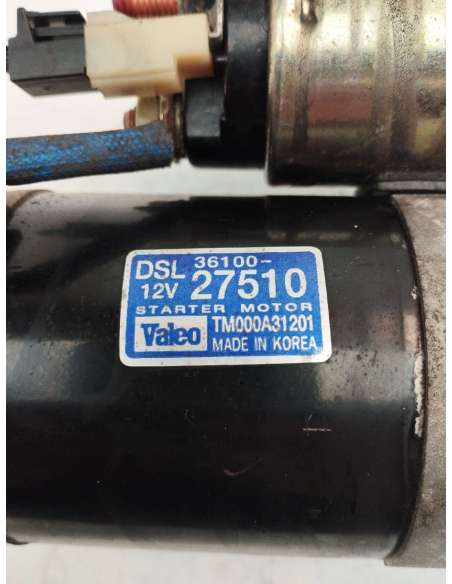 DSL 36100-
12V 27510
STARTER MOTOR
Valeo TM000A31201
MADE IN KOREA